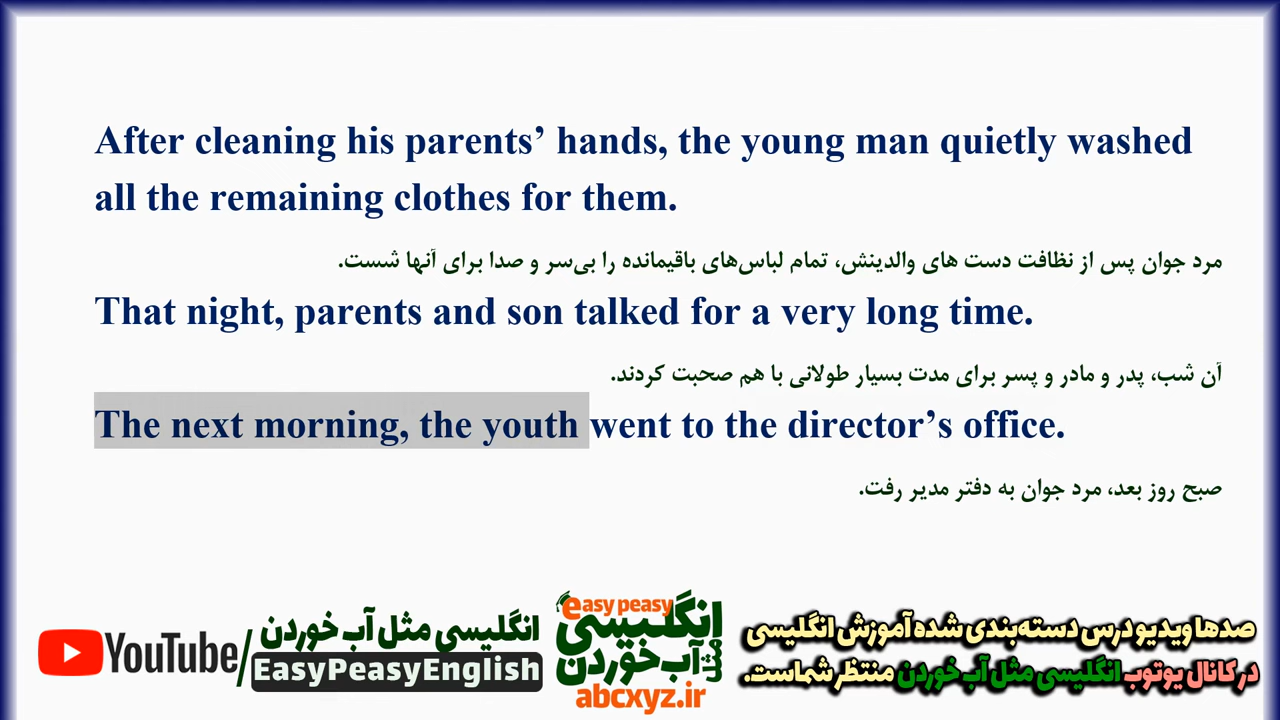 After cleaning his parents’ hands, the young man quietly washed
all the remaining clothes for them.
مرد جوان پس از نظافت دست های والدینش، تمام لباس‌های باقیمانده را بی‌سر و صدا برای آنها شست.
That night, parents and son talked for a very long time.
آن شب، پدر و مادر و پسر برای مدت بسیار طولانی با هم صحبت کردند.
The next morning, the youth went to the director’s office.
صبح روز بعد، مرد جوان به دفتر مدیر رفت.
YouTube/
انگلیسی مثل آب خوردن
EasyPeasyEnglish
easy peasy
انگلیسی
مثل
آب خوردن
abcxyz.ir
صدها ویدیو درس دسته‌بندی شده آموزش انگلیسی
در کانال یوتوب انگلیسی مثل آب خوردن منتظر شماست.